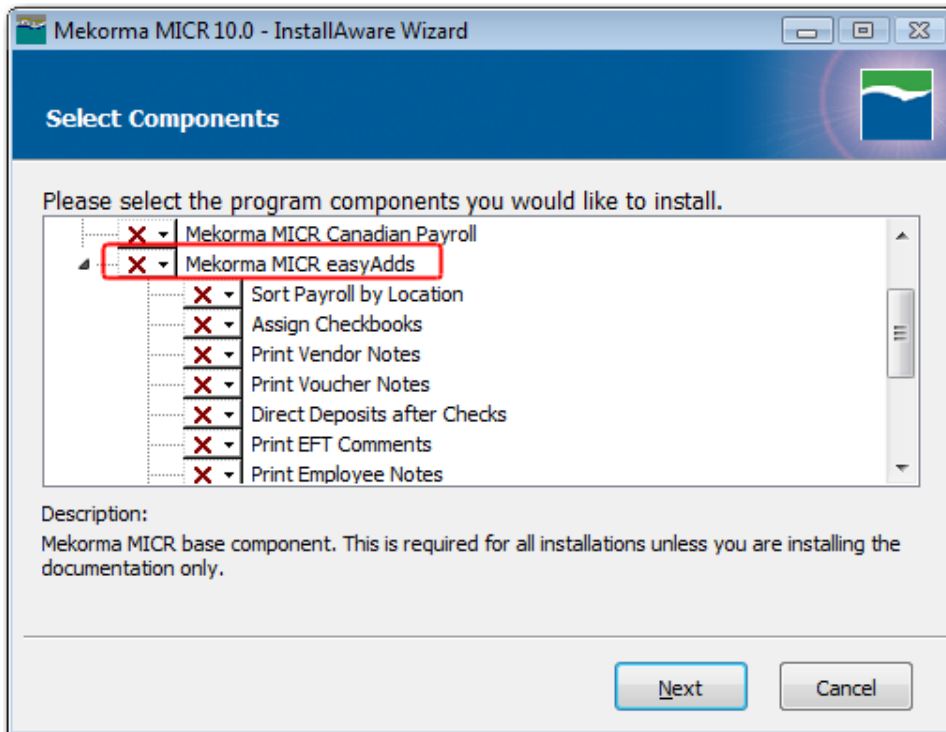 Mekorma MICR 10.0 - InstallAware Wizard
Select Components
Please select the program components you would like to install.
Mekorma MICR Canadian Payroll
Mekorma MICR easyAdds
Sort Payroll by Location
Assign Checkbooks
Print Vendor Notes
Print Voucher Notes
Direct Deposits after Checks
Print EFT Comments
Print Employee Notes
Description:
Mekorma MICR base component. This is required for all installations unless you are installing the
documentation only.
Next
Cancel